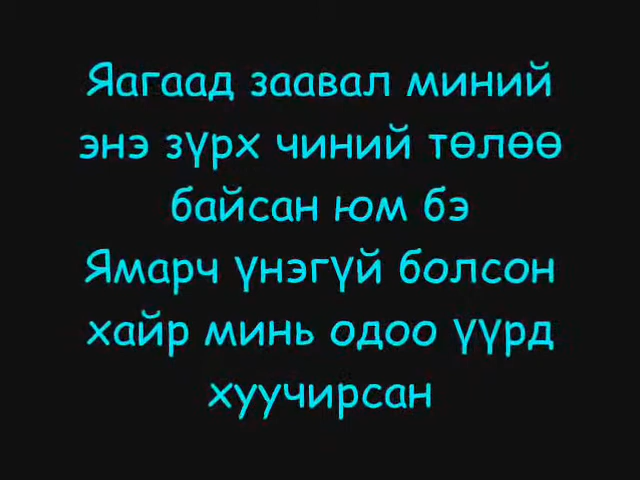 Яагаад заавал миний
энэ зүрх чиний төлөө
байсан юм бэ
Ямарч үнэгүй болсон
хайр минь одоо үүрд
хуучирсан